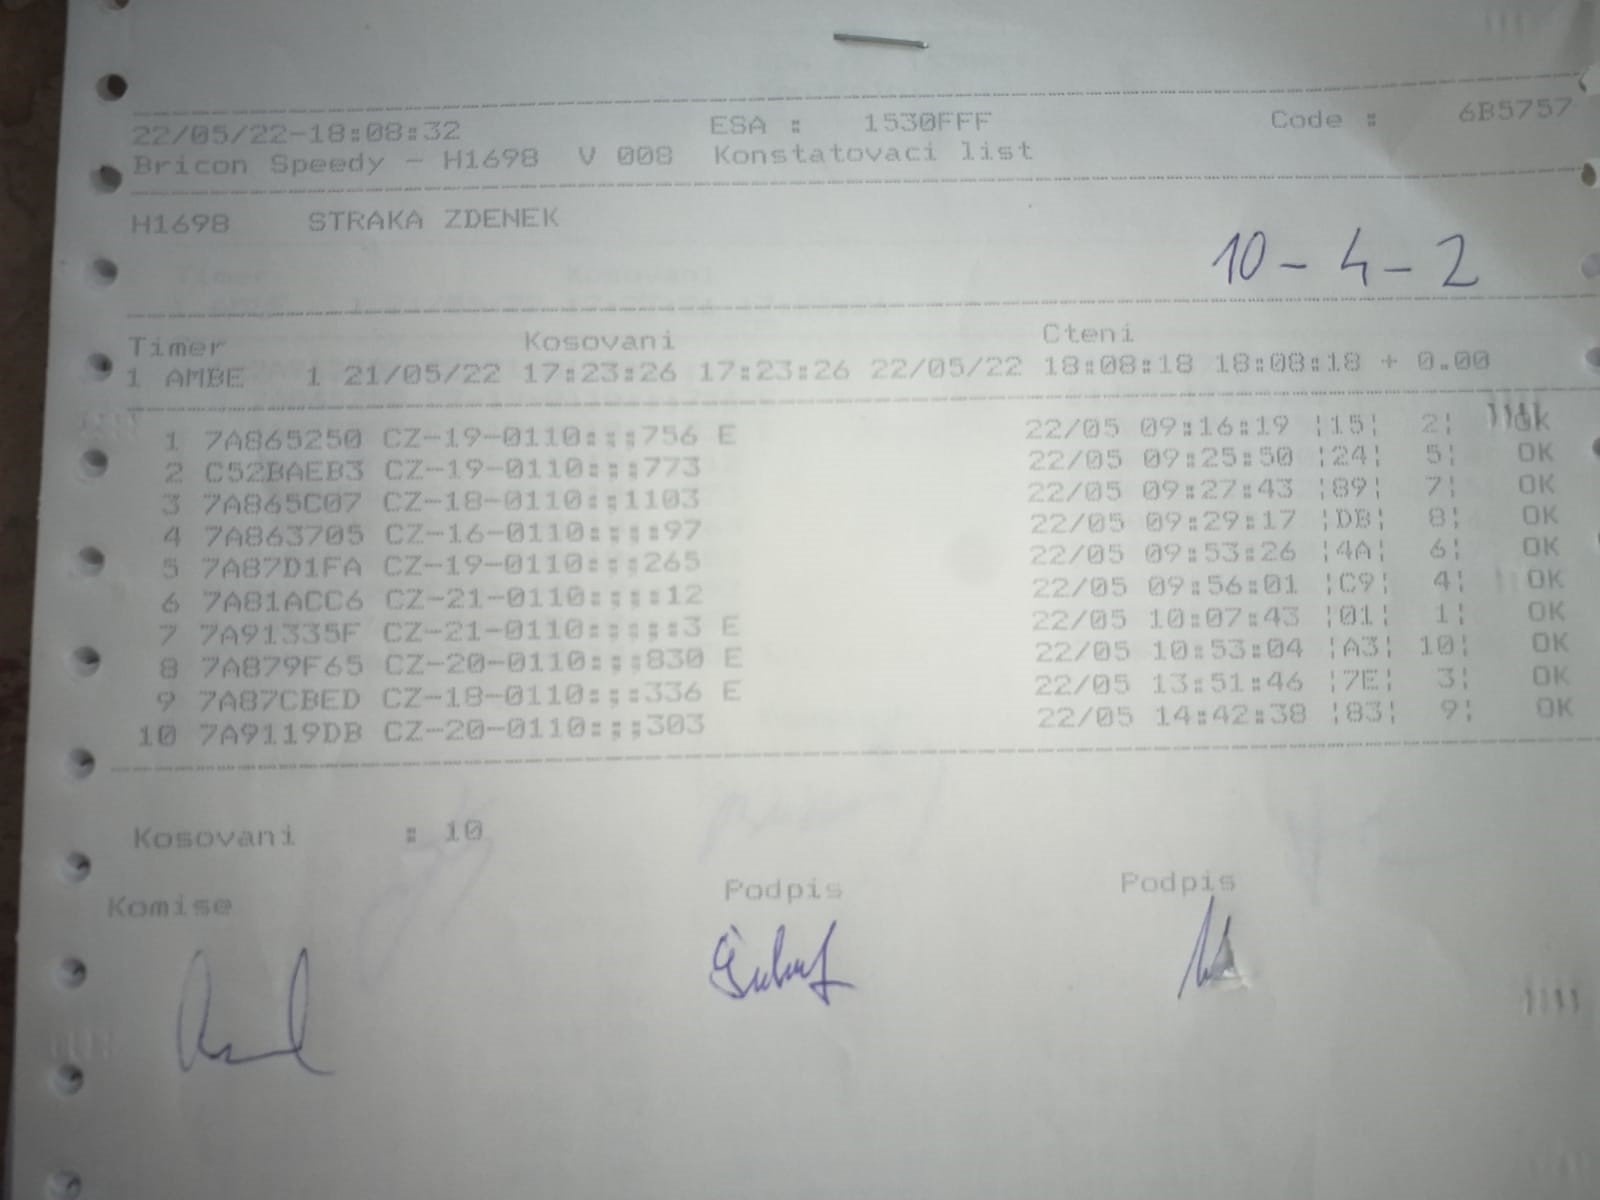 22/05/22-18:08:32 ESA : 1530FFF Code : 6B5757
Bricon Speedy - H1698 V 008 Konstatovaci list
H1698 STRAKA ZDENEK
10-4-2
Timer Kosovani Cteni
1 AMBE 1 21/05/22 17:23:26 17:23:26 22/05/22 18:08:18 18:08:18 + 0.00
1 7A865250 CZ-19-0110:;;756 E 22/05 09:16:19 ¦15¦ 2¦
2 C52BAEB3 CZ-19-0110:;;773 22/05 09:25:50 ¦24¦ 5¦ OK
3 7A865C07 CZ-18-0110:;1103 22/05 09:27:43 ¦89¦ 7¦ OK
4 7A863705 CZ-16-0110:;;:97 22/05 09:29:17 ¦DB¦ 8¦ OK
5 7A87D1FA CZ-19-0110:;;265 22/05 09:53:26 ¦4A¦ 6¦ OK
6 7A81ACC6 CZ-21-0110:;;:12 22/05 09:56:01 ¦C9¦ 4¦ OK
7 7A91335F CZ-21-0110:;;:;3 E 22/05 10:07:43 ¦01¦ 1¦ OK
8 7A879F65 CZ-20-0110:;;830 E 22/05 10:53:04 ¦A3¦ 10¦ OK
9 7A87CBED CZ-18-0110:;;336 E 22/05 13:51:46 ¦7E¦ 3¦ OK
10 7A9119DB CZ-20-0110:;;303 22/05 14:42:38 ¦83¦ 9¦ OK
Kosovani : 10
Komise Podpis Podpis